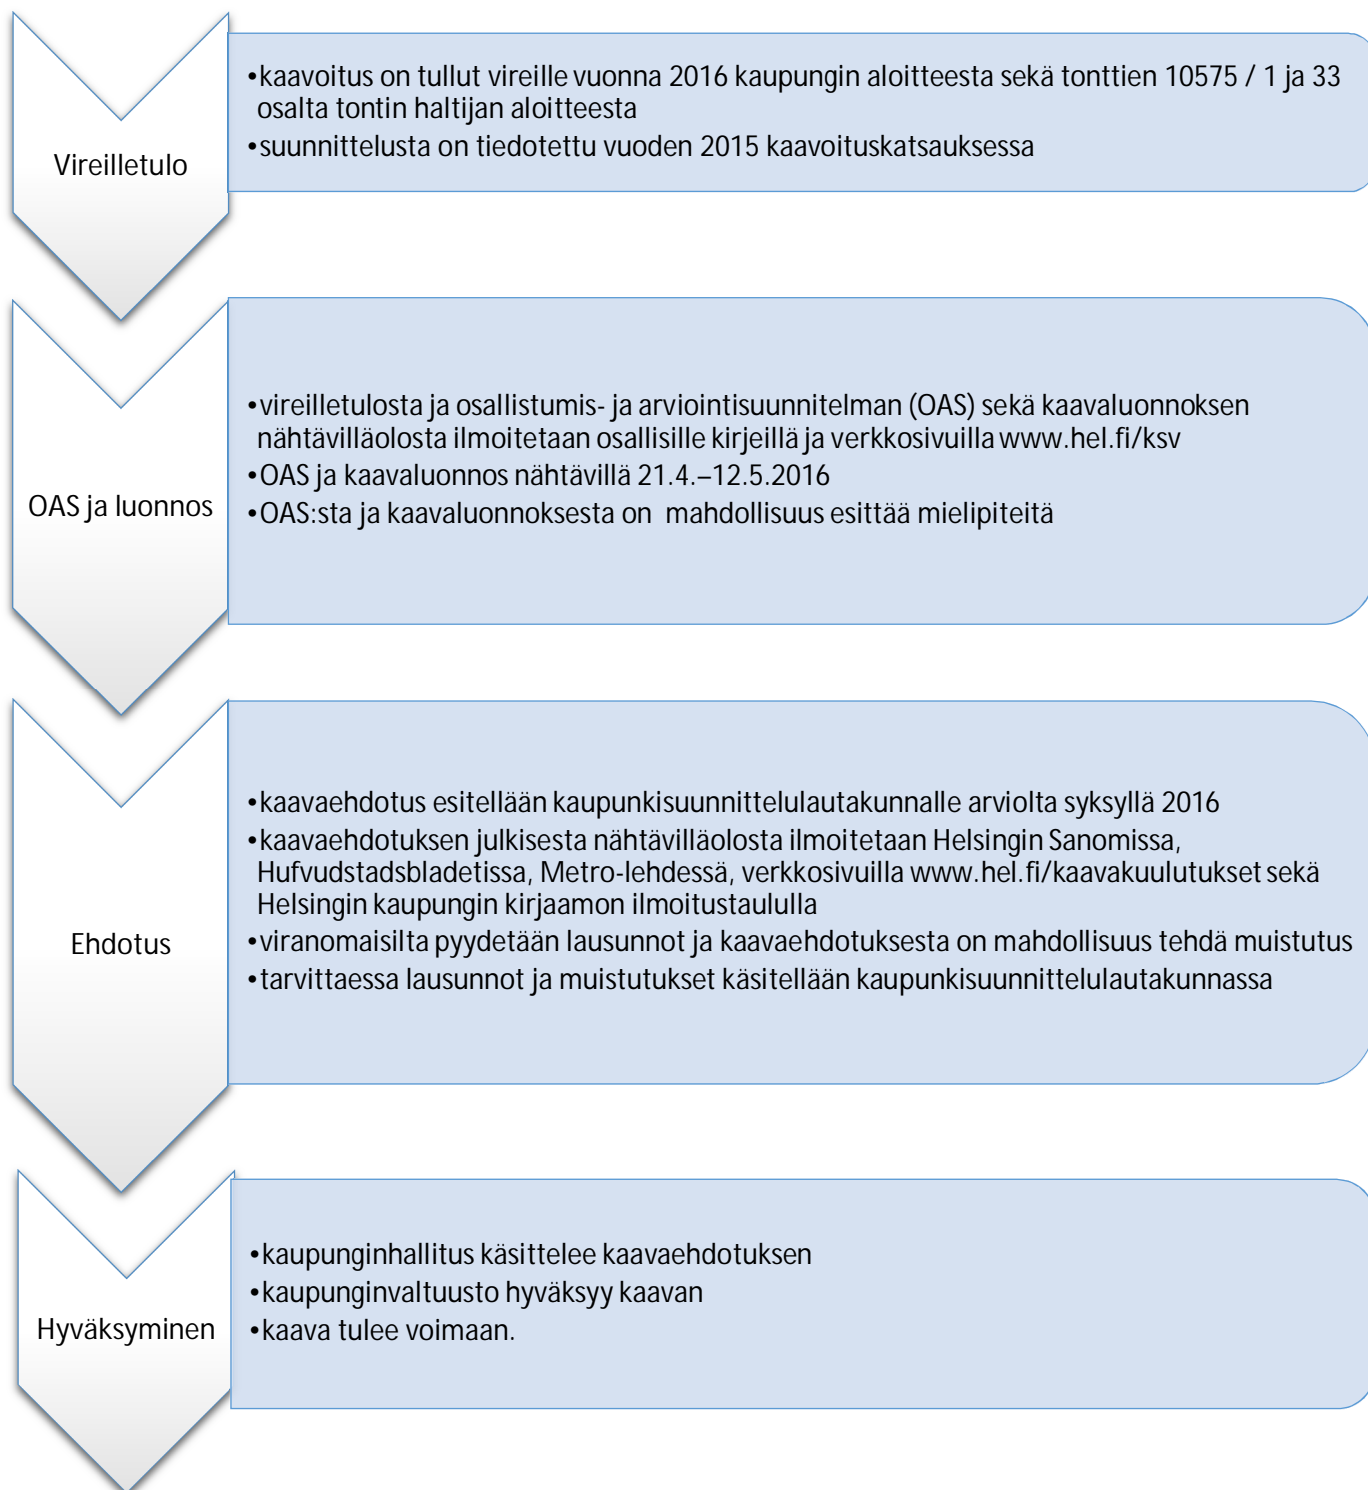 Vireilletulo
•kaavoitus on tullut vireille vuonna 2016 kaupungin aloitteesta sekä tonttien 10575 / 1 ja 33
osalta tontin haltijan aloitteesta
•suunnittelusta on tiedotettu vuoden 2015 kaavoituskatsauksessa
OAS ja luonnos
•vireilletulosta ja osallistumis- ja arviointisuunnitelman (OAS) sekä kaavaluonnoksen
nähtävilläolosta ilmoitetaan osallisille kirjeillä ja verkkosivuilla www.hel.fi/ksv
•OAS ja kaavaluonnos nähtävillä 21.4.–12.5.2016
•OAS:sta ja kaavaluonnoksesta on mahdollisuus esittää mielipiteitä
Ehdotus
•kaavaehdotus esitellään kaupunkisuunnittelulautakunnalle arviolta syksyllä 2016
•kaavaehdotuksen julkisesta nähtävilläolosta ilmoitetaan Helsingin Sanomissa,
Hufvudstadsbladetissa, Metro-lehdessä, verkkosivuilla www.hel.fi/kaavakuulutukset sekä
Helsingin kaupungin kirjaamon ilmoitustaululla
•viranomaisilta pyydetään lausunnot ja kaavaehdotuksesta on mahdollisuus tehdä muistutus
•tarvittaessa lausunnot ja muistutukset käsitellään kaupunkisuunnittelulautakunnassa
Hyväksyminen
•kaupunginhallitus käsittelee kaavaehdotuksen
•kaupunginvaltuusto hyväksyy kaavan
•kaava tulee voimaan.